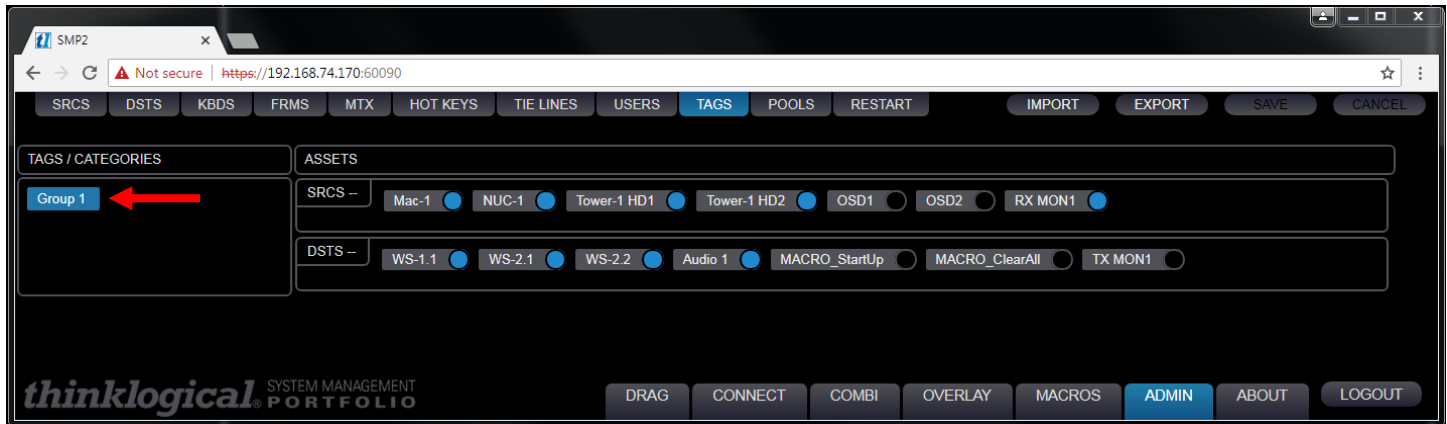 SMP2
Not secure | https://192.168.74.170:60090
SRCS DSTS KBDS FRMS MTX HOT KEYS TIE LINES USERS TAGS POOLS RESTART IMPORT EXPORT SAVE CANCEL
TAGS / CATEGORIES ASSETS
Group 1 SRCS -- Mac-1 NUC-1 Tower-1 HD1 Tower-1 HD2 OSD1 OSD2 RX MON1
DSTS -- WS-1.1 WS-2.1 WS-2.2 Audio 1 MACRO_StartUp MACRO_ClearAll TX MON1
thinklogical® SYSTEM MANAGEMENT
PORTFOLIO
DRAG CONNECT COMBI OVERLAY MACROS ADMIN ABOUT LOGOUT